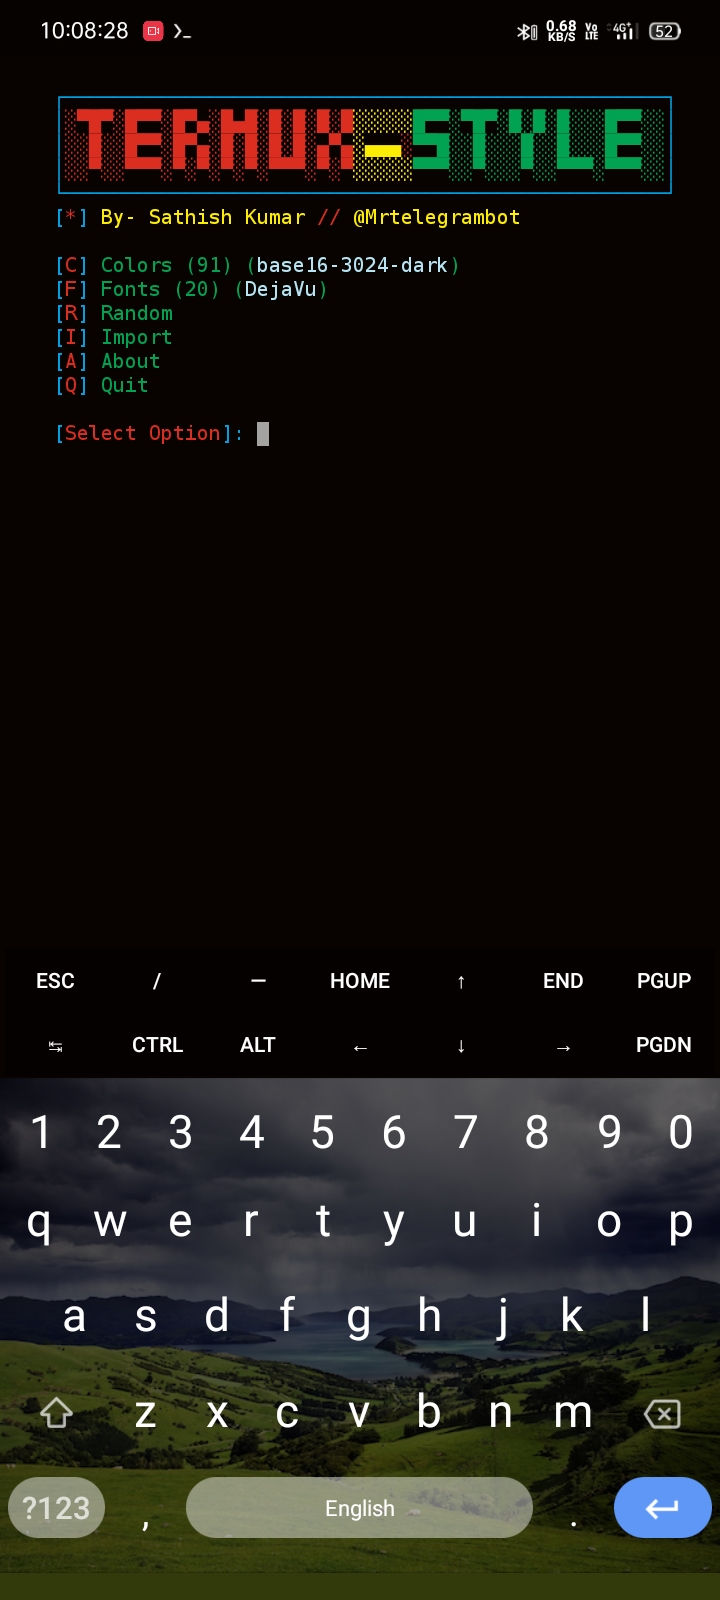 10:08:28 0.68 KB/S Vo LTE 4G+ 52
TERMUX-STYLE
[*] By- Sathish Kumar // @Mrtelegrambot
[C] Colors (91) (base16-3024-dark)
[F] Fonts (20) (DejaVu)
[R] Random
[I] Import
[A] About
[Q] Quit
[Select Option]:
ESC / — HOME ↑ END PGUP
↹ CTRL ALT ← ↓ → PGDN
1 2 3 4 5 6 7 8 9 0
q w e r t y u i o p
a s d f g h j k l
z x c v b n m
?123 , English .